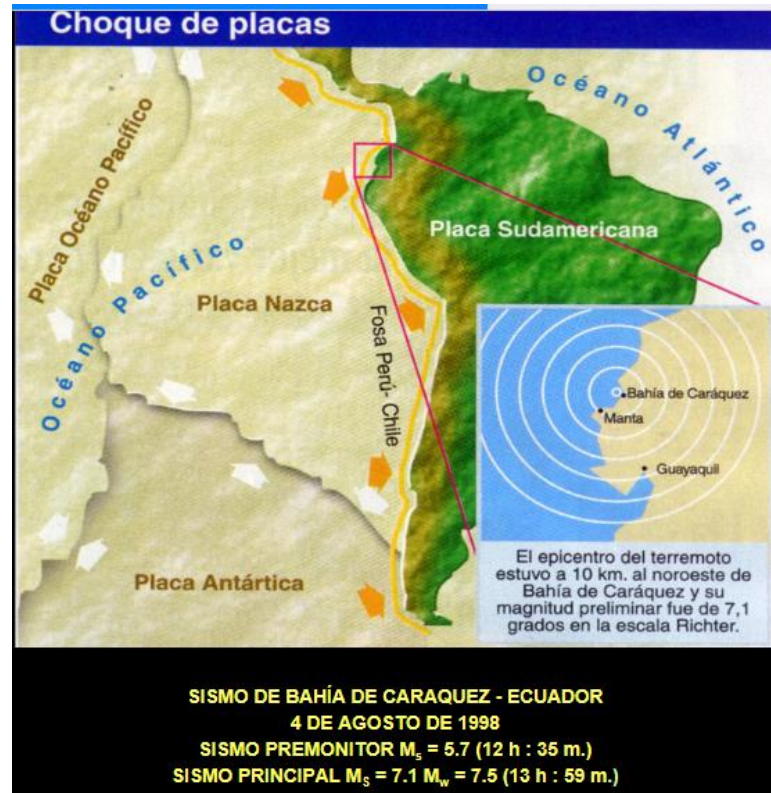 Choque de placas
Océano Atlántico
Placa Océano Pacífico
Océano Pacífico
Placa Sudamericana
Placa Nazca
Fosa Perú- Chile
Bahía de Caráquez
Manta
Guayaquil
Placa Antártica
El epicentro del terremoto
estuvo a 10 km. al noroeste de
Bahía de Caráquez y su
magnitud preliminar fue de 7,1
grados en la escala Richter.
SISMO DE BAHÍA DE CARAQUEZ - ECUADOR
4 DE AGOSTO DE 1998
SISMO PREMONITOR Ms = 5.7 (12 h : 35 m.)
SISMO PRINCIPAL MS = 7.1 Mw = 7.5 (13 h : 59 m.)